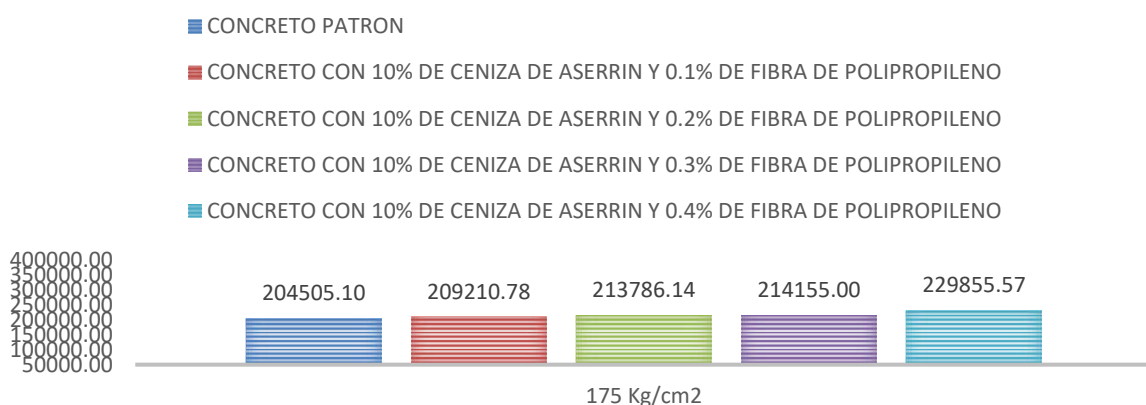 CONCRETO PATRON
CONCRETO CON 10% DE CENIZA DE ASERRIN Y 0.1% DE FIBRA DE POLIPROPILENO
CONCRETO CON 10% DE CENIZA DE ASERRIN Y 0.2% DE FIBRA DE POLIPROPILENO
CONCRETO CON 10% DE CENIZA DE ASERRIN Y 0.3% DE FIBRA DE POLIPROPILENO
CONCRETO CON 10% DE CENIZA DE ASERRIN Y 0.4% DE FIBRA DE POLIPROPILENO
400000.00
350000.00
300000.00
250000.00
200000.00
150000.00
100000.00
50000.00
204505.10 209210.78 213786.14 214155.00 229855.57
175 Kg/cm2